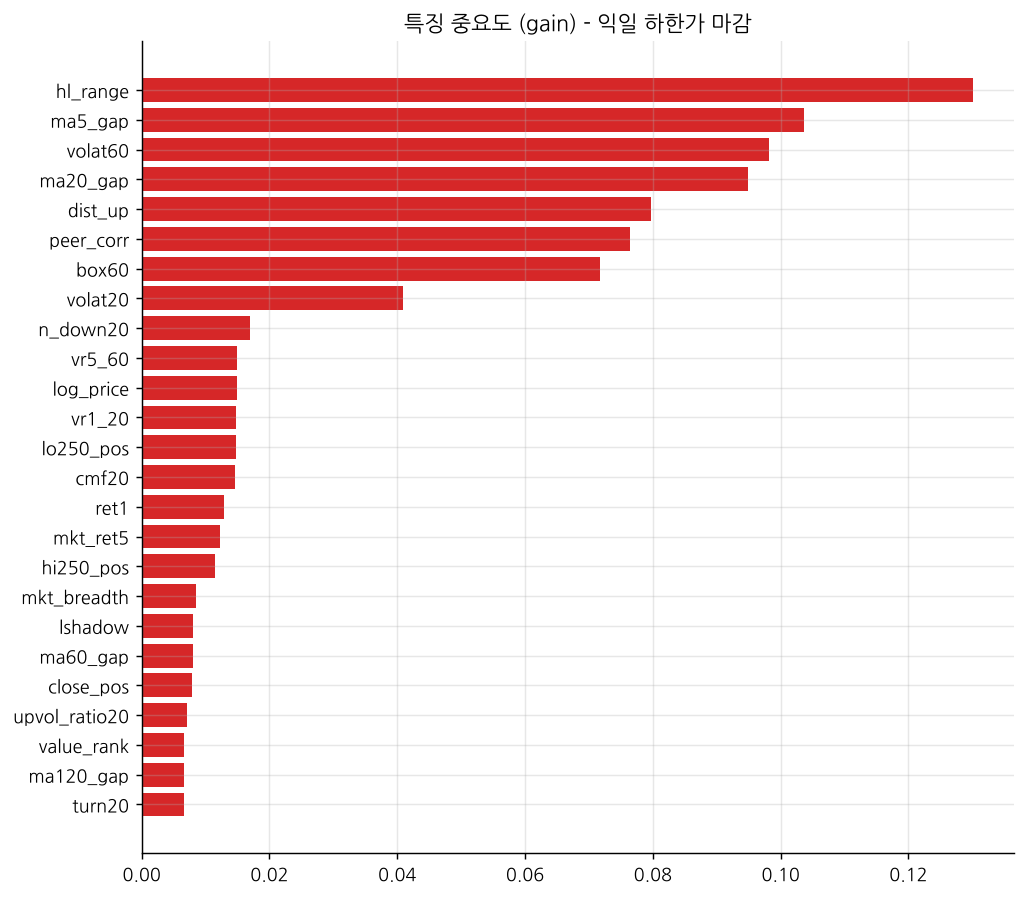 특징 중요도 (gain) - 익일 하한가 마감
hl_range
ma5_gap
volat60
ma20_gap
dist_up
peer_corr
box60
volat20
n_down20
vr5_60
log_price
vr1_20
lo250_pos
cmf20
ret1
mkt_ret5
hi250_pos
mkt_breadth
lshadow
ma60_gap
close_pos
upvol_ratio20
value_rank
ma120_gap
turn20
0.00 0.02 0.04 0.06 0.08 0.10 0.12